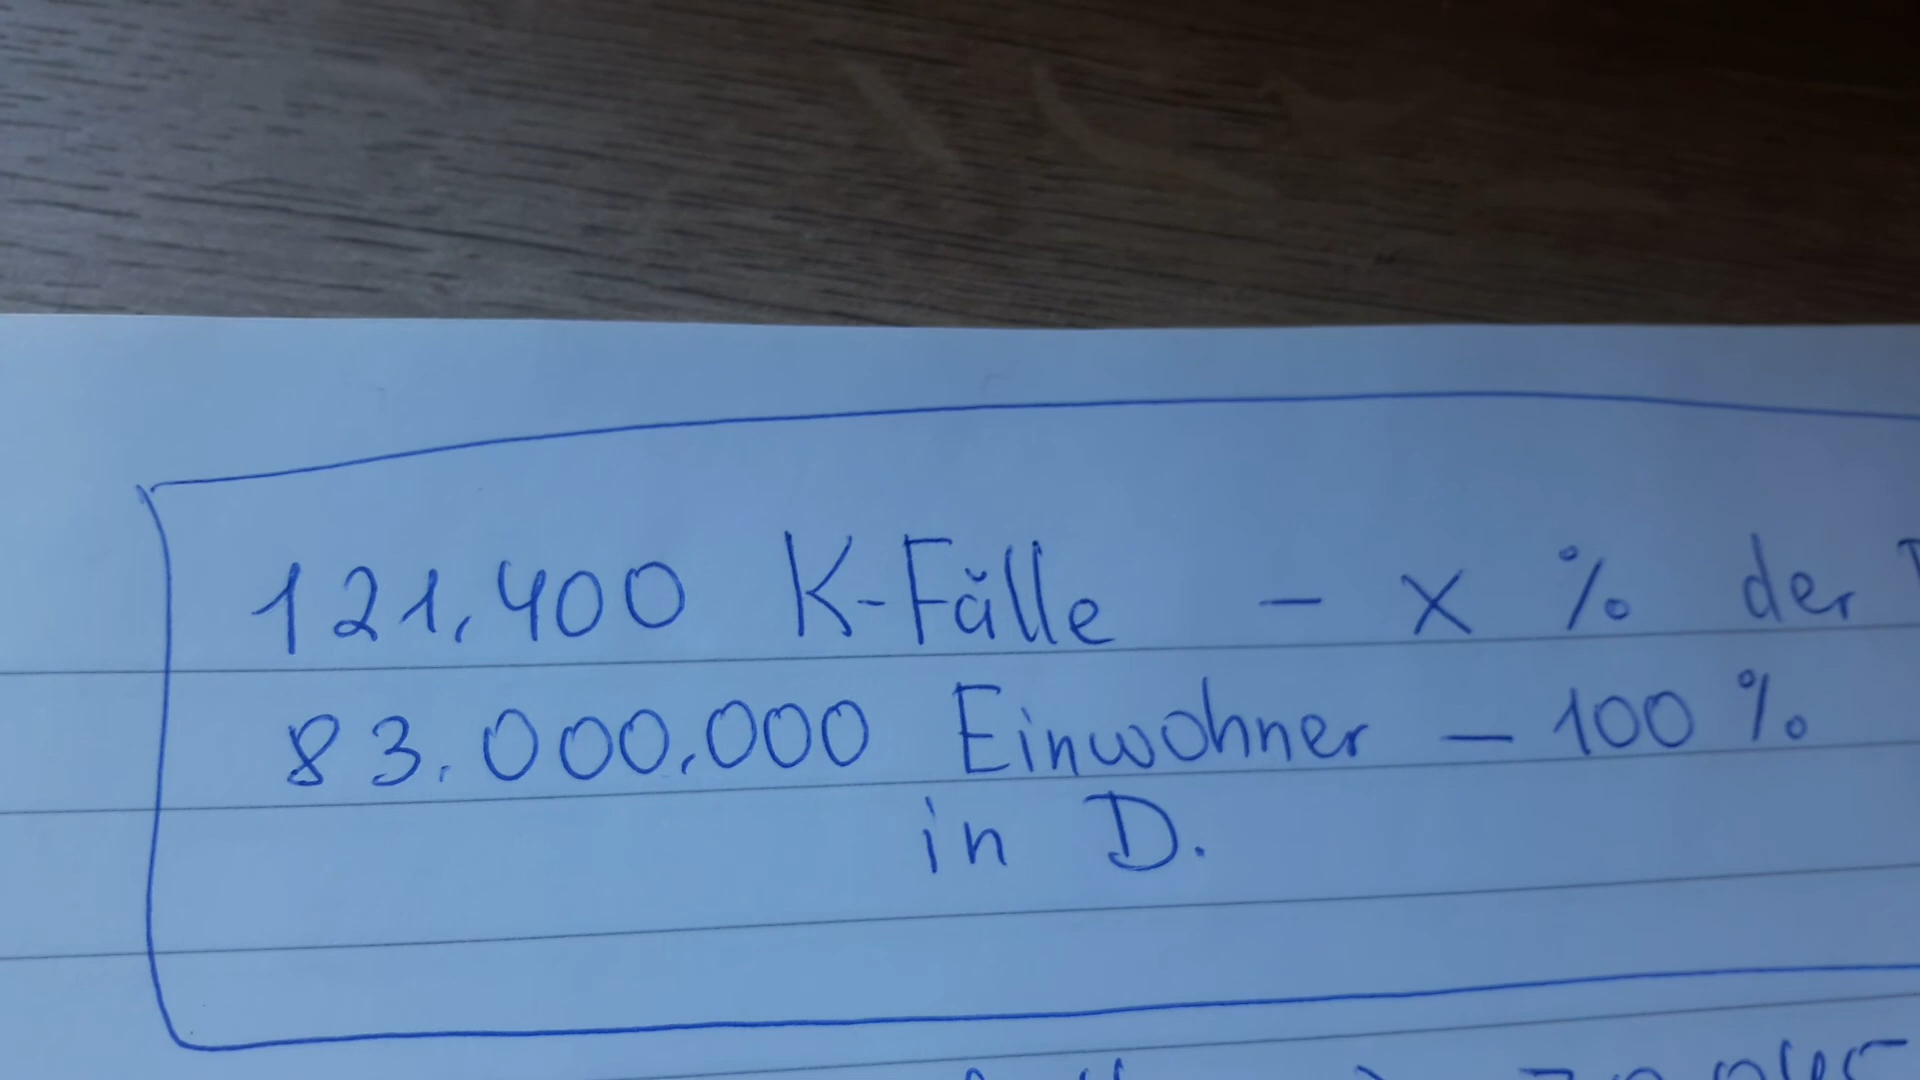 121.400 K-Fälle – x % der
83.000.000 Einwohner – 100 %
in D.